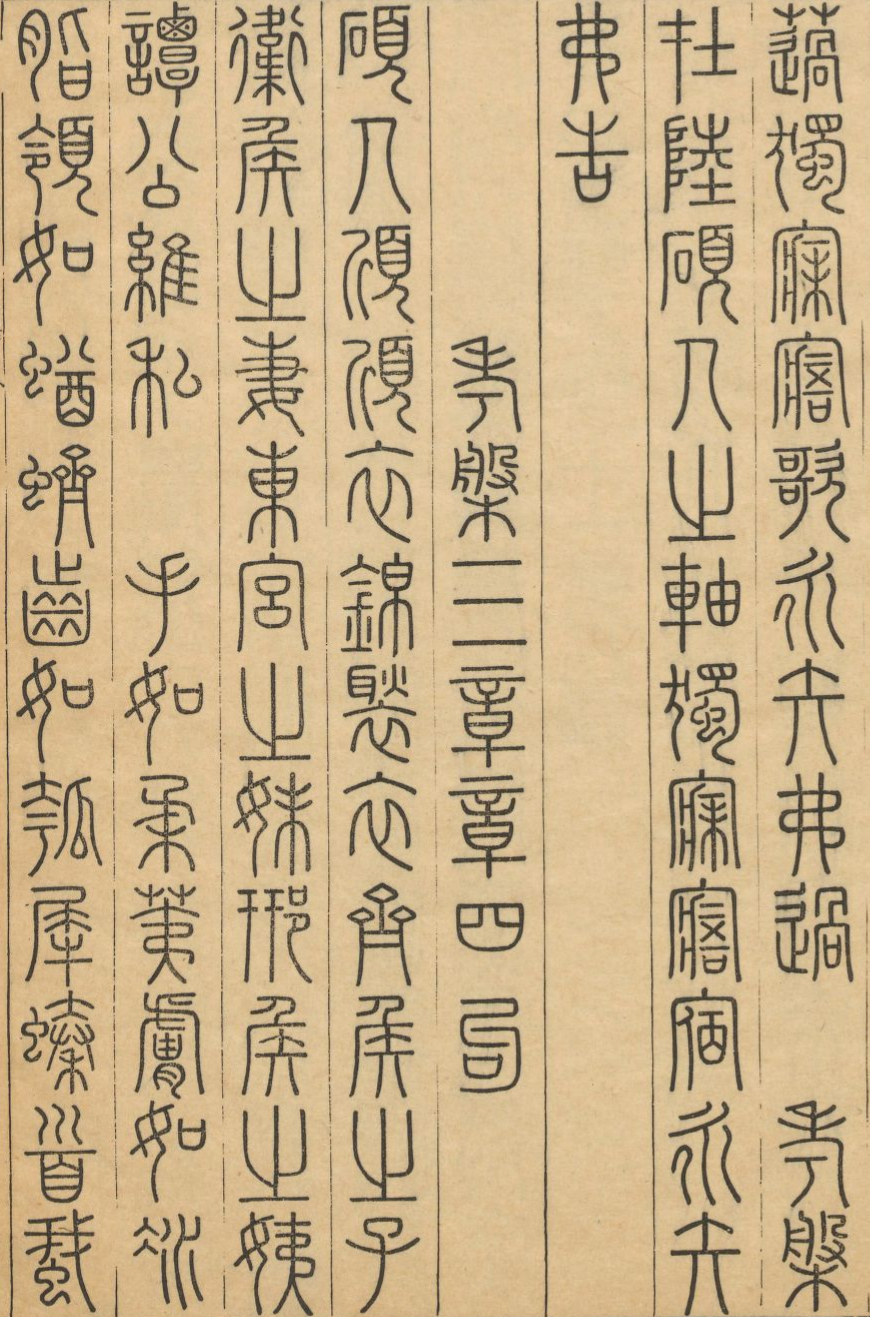 薖獨寐寤歌永矢弗過　考槃
在陸碩人之軸獨寐寤宿永矢
弗告
考槃三章章四句
碩人頎頎衣錦褧衣齊侯之子
衛侯之妻東宮之妹邢侯之姨
譚公維私　手如柔荑膚如冰
脂領如蝤蠐齒如瓠犀螓首蛾